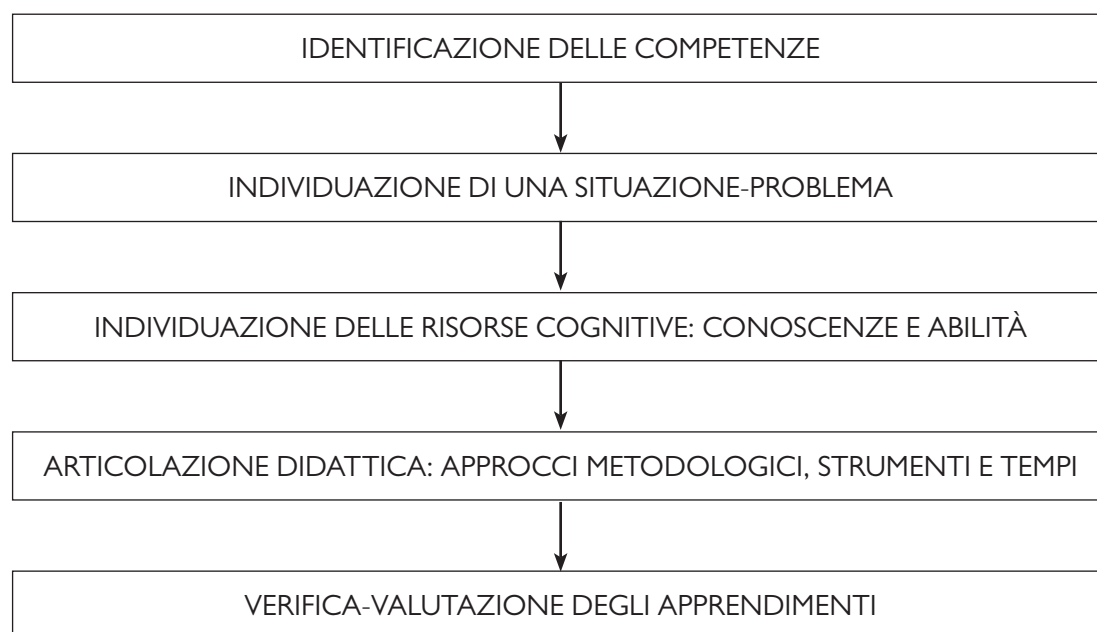 IDENTIFICAZIONE DELLE COMPETENZE
INDIVIDUAZIONE DI UNA SITUAZIONE-PROBLEMA
INDIVIDUAZIONE DELLE RISORSE COGNITIVE: CONOSCENZE E ABILITÀ
ARTICOLAZIONE DIDATTICA: APPROCCI METODOLOGICI, STRUMENTI E TEMPI
VERIFICA-VALUTAZIONE DEGLI APPRENDIMENTI